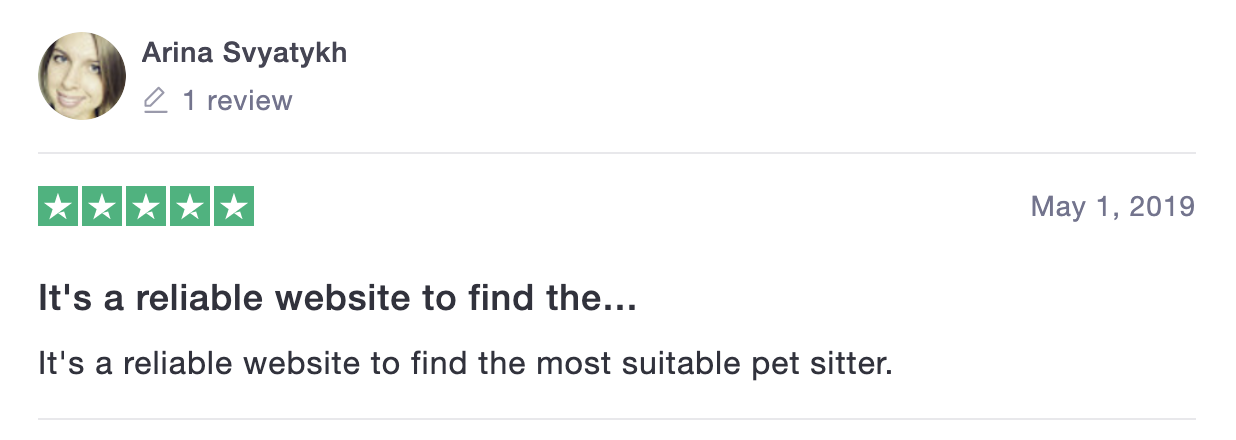 Arina Svyatykh
1 review
May 1, 2019
It's a reliable website to find the...
It's a reliable website to find the most suitable pet sitter.